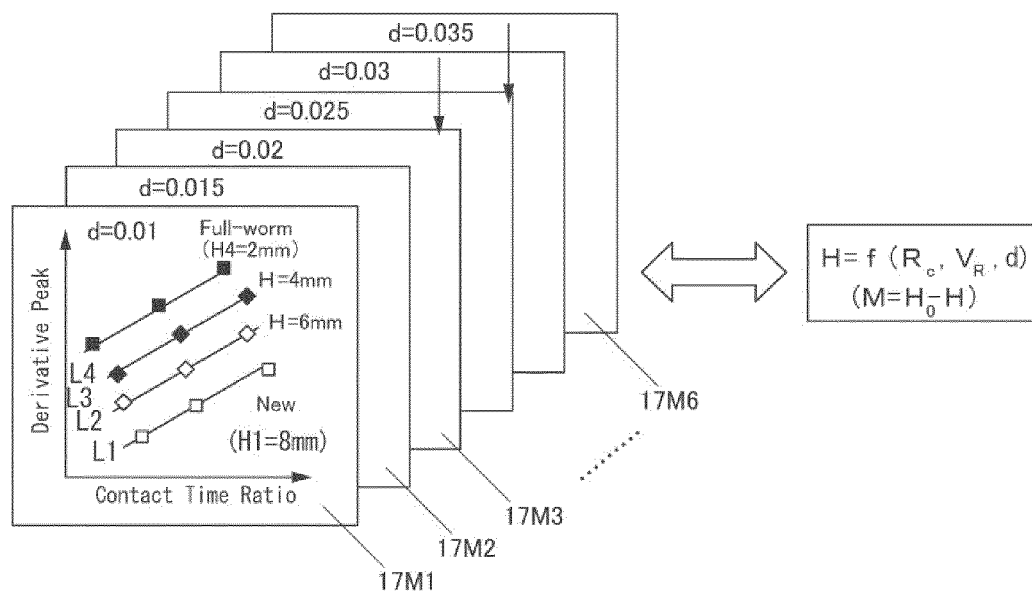 d=0.035
d=0.03
d=0.025
d=0.02
d=0.015
d=0.01
Full-worm
(H4=2mm)
H=4mm
H=6mm
L4
L3
L2
L1
New
(H1=8mm)
Derivative Peak
Contact Time Ratio
17M1
17M2
17M3
17M6
H=f (Rc, VR, d)
(M=H0-H)